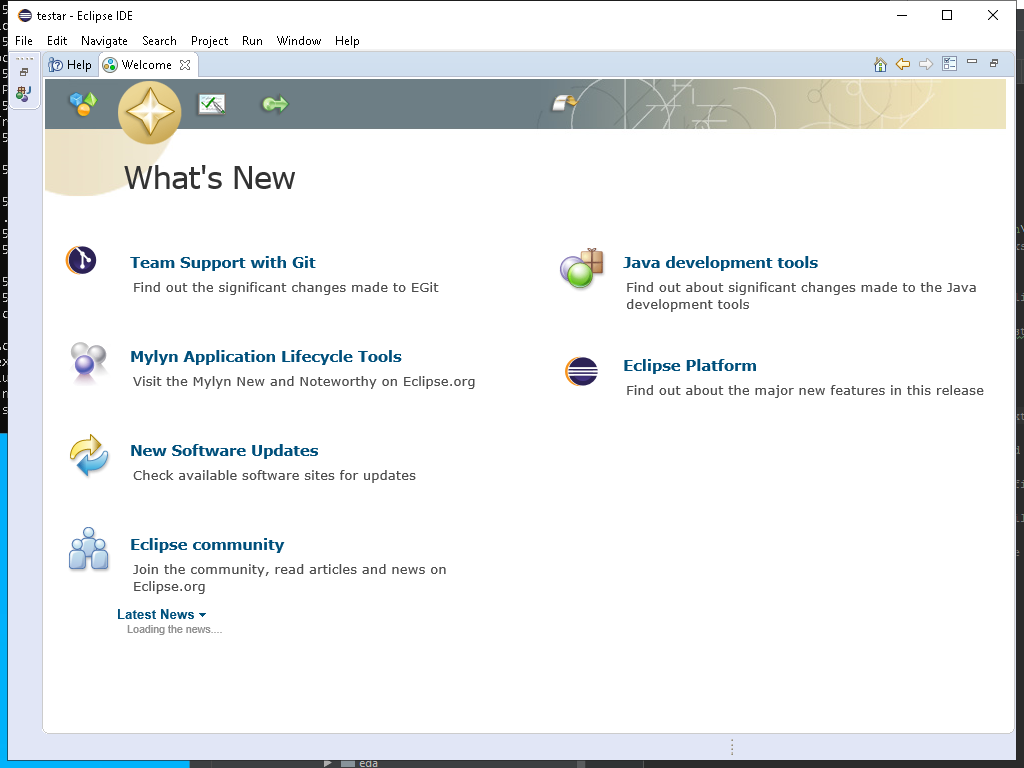 testar - Eclipse IDE
File Edit Navigate Search Project Run Window Help
Help Welcome
What's New
Team Support with Git
Find out the significant changes made to EGit
Mylyn Application Lifecycle Tools
Visit the Mylyn New and Noteworthy on Eclipse.org
New Software Updates
Check available software sites for updates
Eclipse community
Join the community, read articles and news on
Eclipse.org
Latest News
Loading the news....
Java development tools
Find out about significant changes made to the Java
development tools
Eclipse Platform
Find out about the major new features in this release
eda